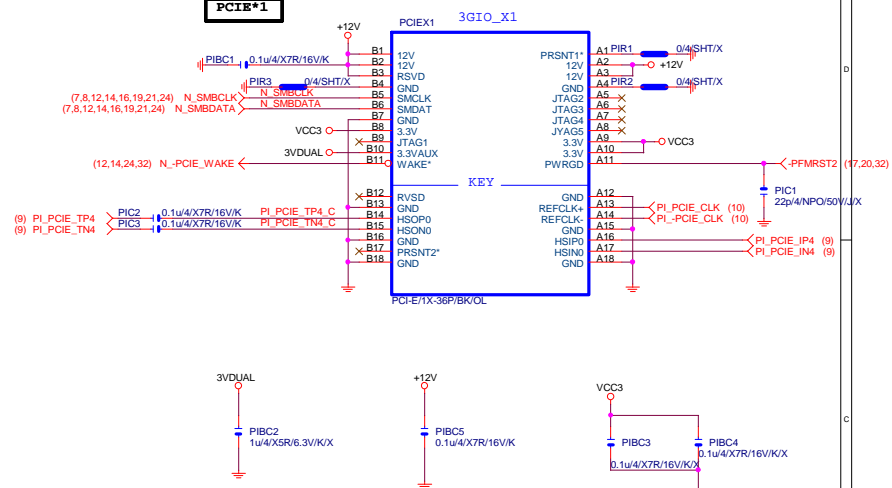 PCIE*1
3GIO_X1
PCIEX1
+12V
PIBC1 0.1u/4/X7R/16V/K
B1 12V PRSNT1* A1 PIR1 0/4/SHT/X
B2 12V 12V A2 +12V
B3 RSVD 12V A3
PIR3 0/4/SHT/X B4 GND GND A4 PIR2 0/4/SHT/X
(7,8,12,14,16,19,21,24) N_SMBCLK N_SMBCLK B5 SMCLK JTAG2 A5
(7,8,12,14,16,19,21,24) N_SMBDATA N_SMBDATA B6 SMDAT JTAG3 A6
B7 GND JTAG4 A7
VCC3 B8 3.3V JYAG5 A8
B9 JTAG1 3.3V A9 VCC3
3VDUAL B10 3.3VAUX 3.3V A10
(12,14,24,32) N_-PCIE_WAKE B11 WAKE* PWRGD A11 -PFMRST2 (17,20,32)
KEY
PIC1
22p/4/NPO/50V/J/X
B12 RVSD GND A12
B13 GND REFCLK+ A13 PI_PCIE_CLK (10)
(9) PI_PCIE_TP4 PIC2 0.1u/4/X7R/16V/K PI_PCIE_TP4_C B14 HSOP0 REFCLK- A14 PI_-PCIE_CLK (10)
(9) PI_PCIE_TN4 PIC3 0.1u/4/X7R/16V/K PI_PCIE_TN4_C B15 HSON0 GND A15
B16 GND HSIP0 A16 PI_PCIE_IP4 (9)
B17 PRSNT2* HSIN0 A17 PI_PCIE_IN4 (9)
B18 GND GND A18
PCI-E/1X-36P/BK/OL
D
C
3VDUAL
PIBC2
1u/4/X5R/6.3V/K/X
+12V
PIBC5
0.1u/4/X7R/16V/K
VCC3
PIBC3
0.1u/4/X7R/16V/K/X
PIBC4
0.1u/4/X7R/16V/K/X